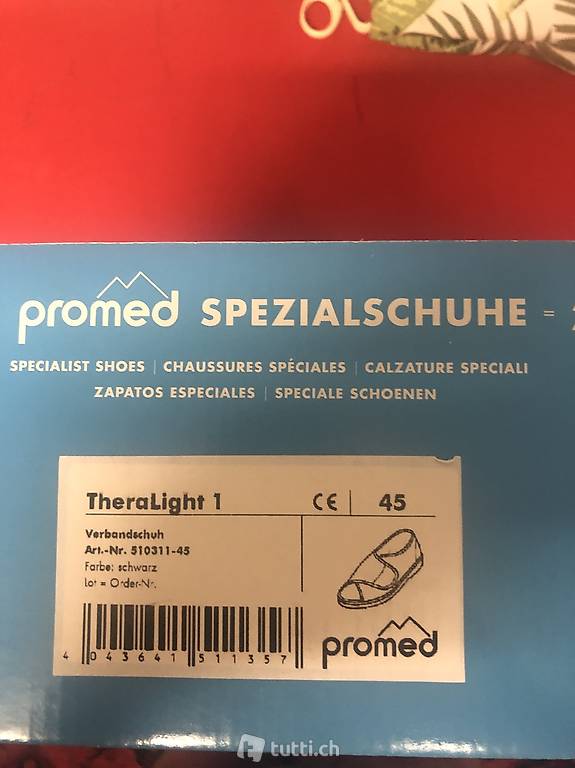 promed SPEZIALSCHUHE =
SPECIALIST SHOES | CHAUSSURES SPÉCIALES | CALZATURE SPECIALI
ZAPATOS ESPECIALES | SPECIALE SCHOENEN
TheraLight 1 CE 45
Verbandschuh
Art.-Nr. 510311-45
Farbe: schwarz
Lot = Order-Nr.
4 043641 511357
promed
tutti.ch